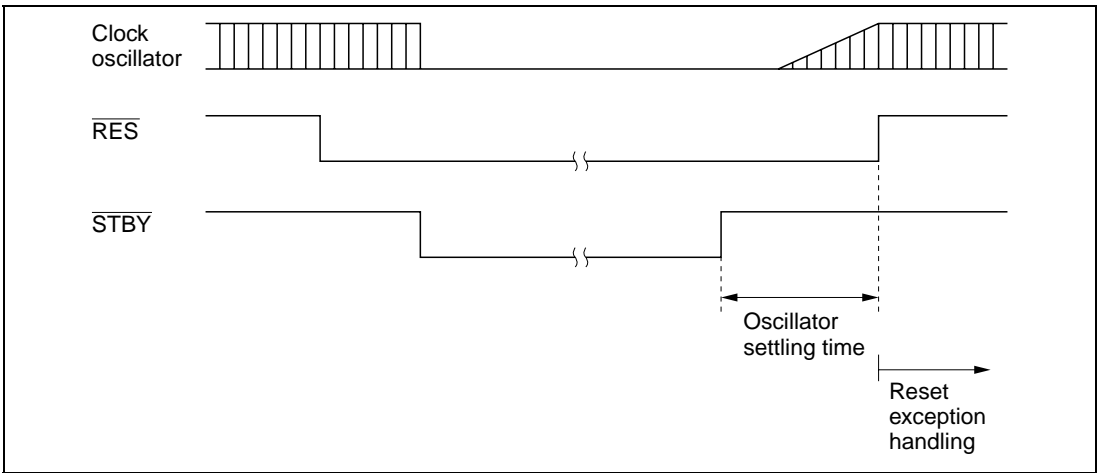 Clock
oscillator
RES
STBY
Oscillator
settling time
Reset
exception
handling